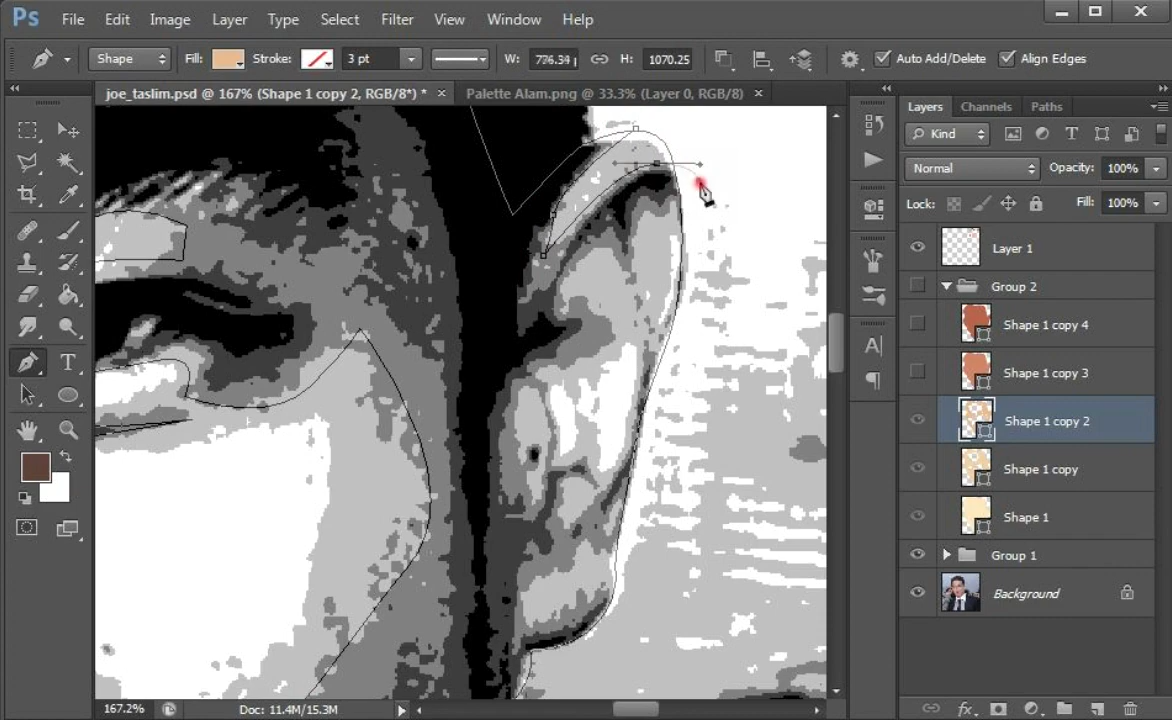 Ps File Edit Image Layer Type Select Filter View Window Help
Shape Fill: Stroke: 3 pt W: 776.34 H: 1070.25 Auto Add/Delete Align Edges
joe_taslim.psd @ 167% (Shape 1 copy 2, RGB/8*) * × Palette Alam.png @ 33.3% (Layer 0, RGB/8) ×
Layers Channels Paths
Kind
Normal Opacity: 100%
Lock: Fill: 100%
Layer 1
Group 2
Shape 1 copy 4
Shape 1 copy 3
Shape 1 copy 2
Shape 1 copy
Shape 1
Group 1
Background
167.2% Doc: 11.4M/15.3M